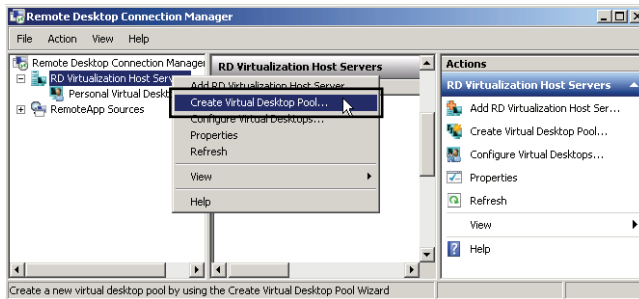 Remote Desktop Connection Manager
File Action View Help
Remote Desktop Connection Manager
RD Virtualization Host Serv
Personal Virtual Deskt
RemoteApp Sources
RD Virtualization Host Servers
Add RD Virtualization Host Server
Create Virtual Desktop Pool...
Configure Virtual Desktops...
Properties
Refresh
View
Help
Actions
RD Virtualization Host Servers
Add RD Virtualization Host Ser...
Create Virtual Desktop Pool...
Configure Virtual Desktops...
Properties
Refresh
View
Help
Create a new virtual desktop pool by using the Create Virtual Desktop Pool Wizard